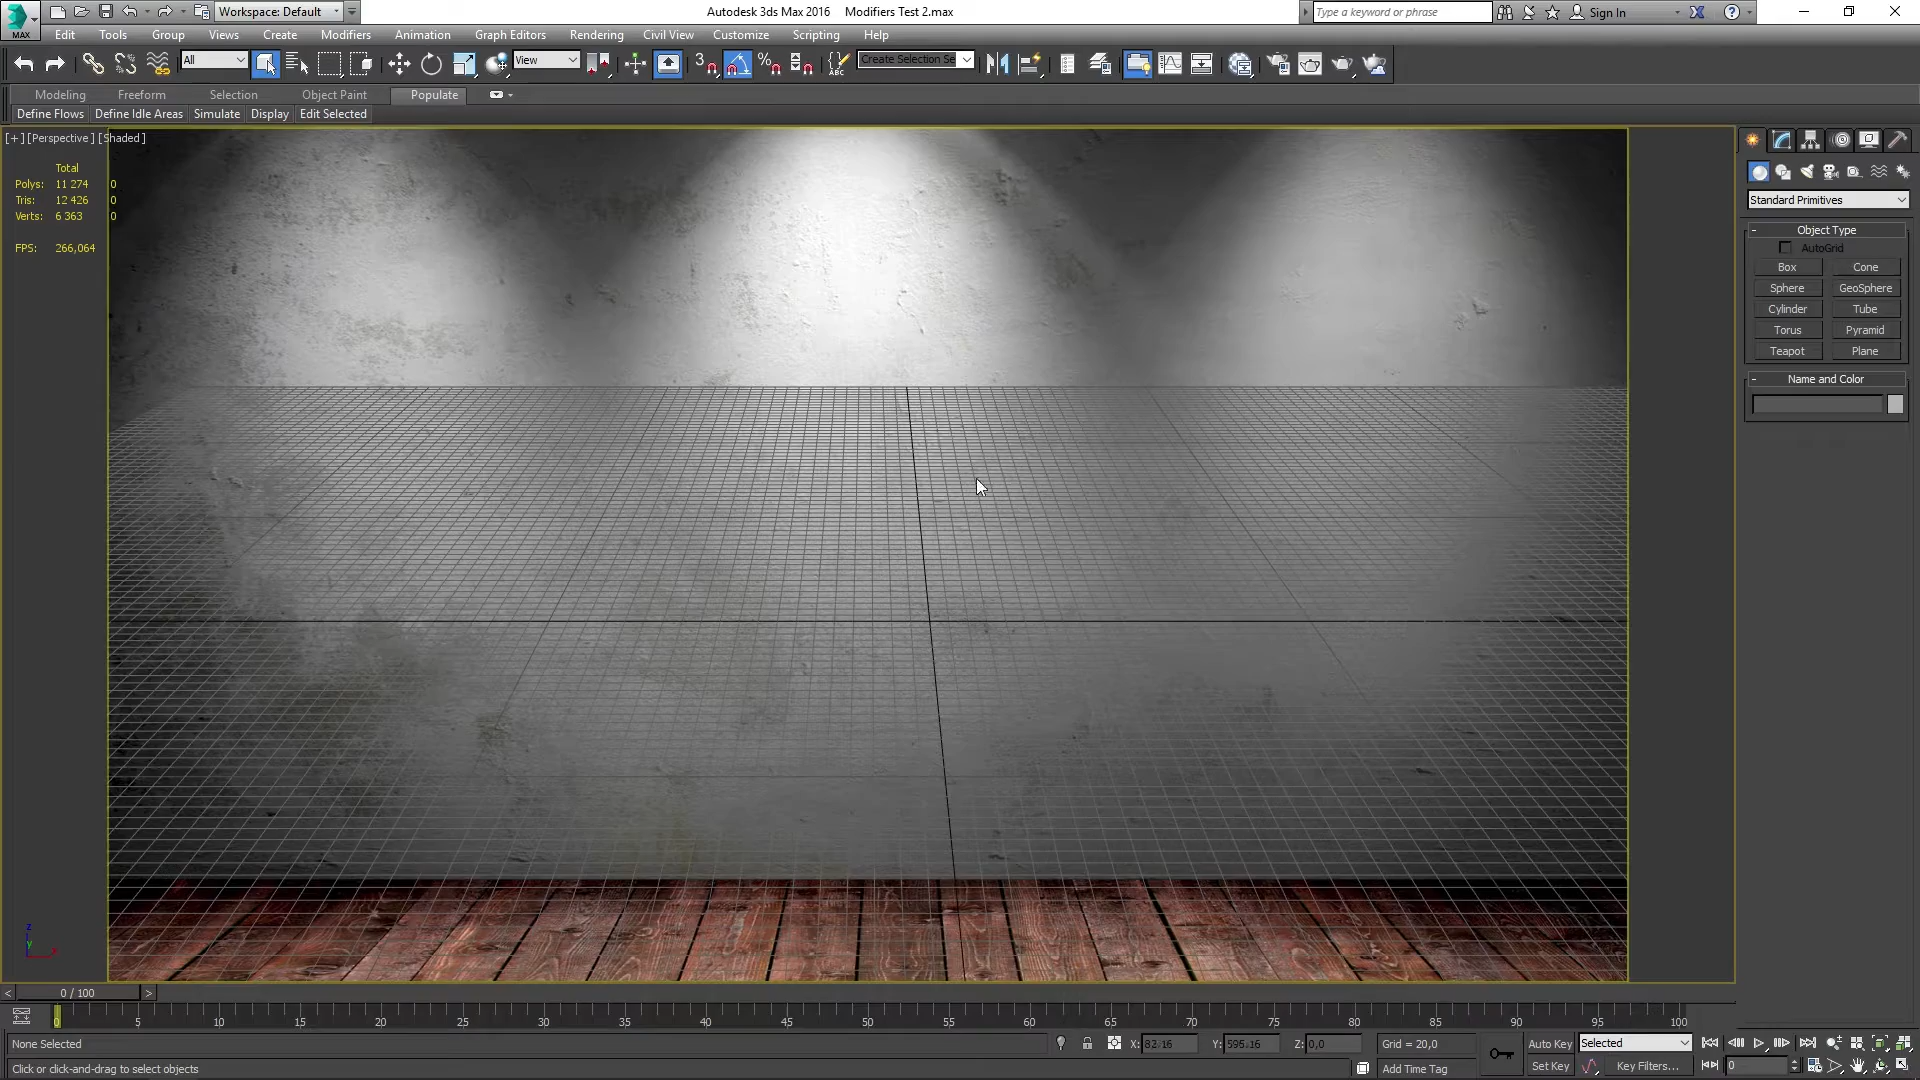 Workspace: Default
Autodesk 3ds Max 2016 Modifiers Test 2.max
Type a keyword or phrase
Sign In
MAX
Edit Tools Group Views Create Modifiers Animation Graph Editors Rendering Civil View Customize Scripting Help
All
View
3
%
ABC
Create Selection Se
Modeling Freeform Selection Object Paint Populate
Define Flows Define Idle Areas Simulate Display Edit Selected
[+] [Perspective] [Shaded]
Total
Polys: 11 274 0
Tris: 12 426 0
Verts: 6 363 0
FPS: 266,064
Standard Primitives
- Object Type
AutoGrid
Box Cone
Sphere GeoSphere
Cylinder Tube
Torus Pyramid
Teapot Plane
- Name and Color
z
y
x
< 0 / 100 >
0 5 10 15 20 25 30 35 40 45 50 55 60 65 70 75 80 85 90 95 100
None Selected
X: 82,16 Y: 595,16 Z: 0,0 Grid = 20,0
Auto Key Selected
Click or click-and-drag to select objects
Add Time Tag
Set Key Key Filters... 0